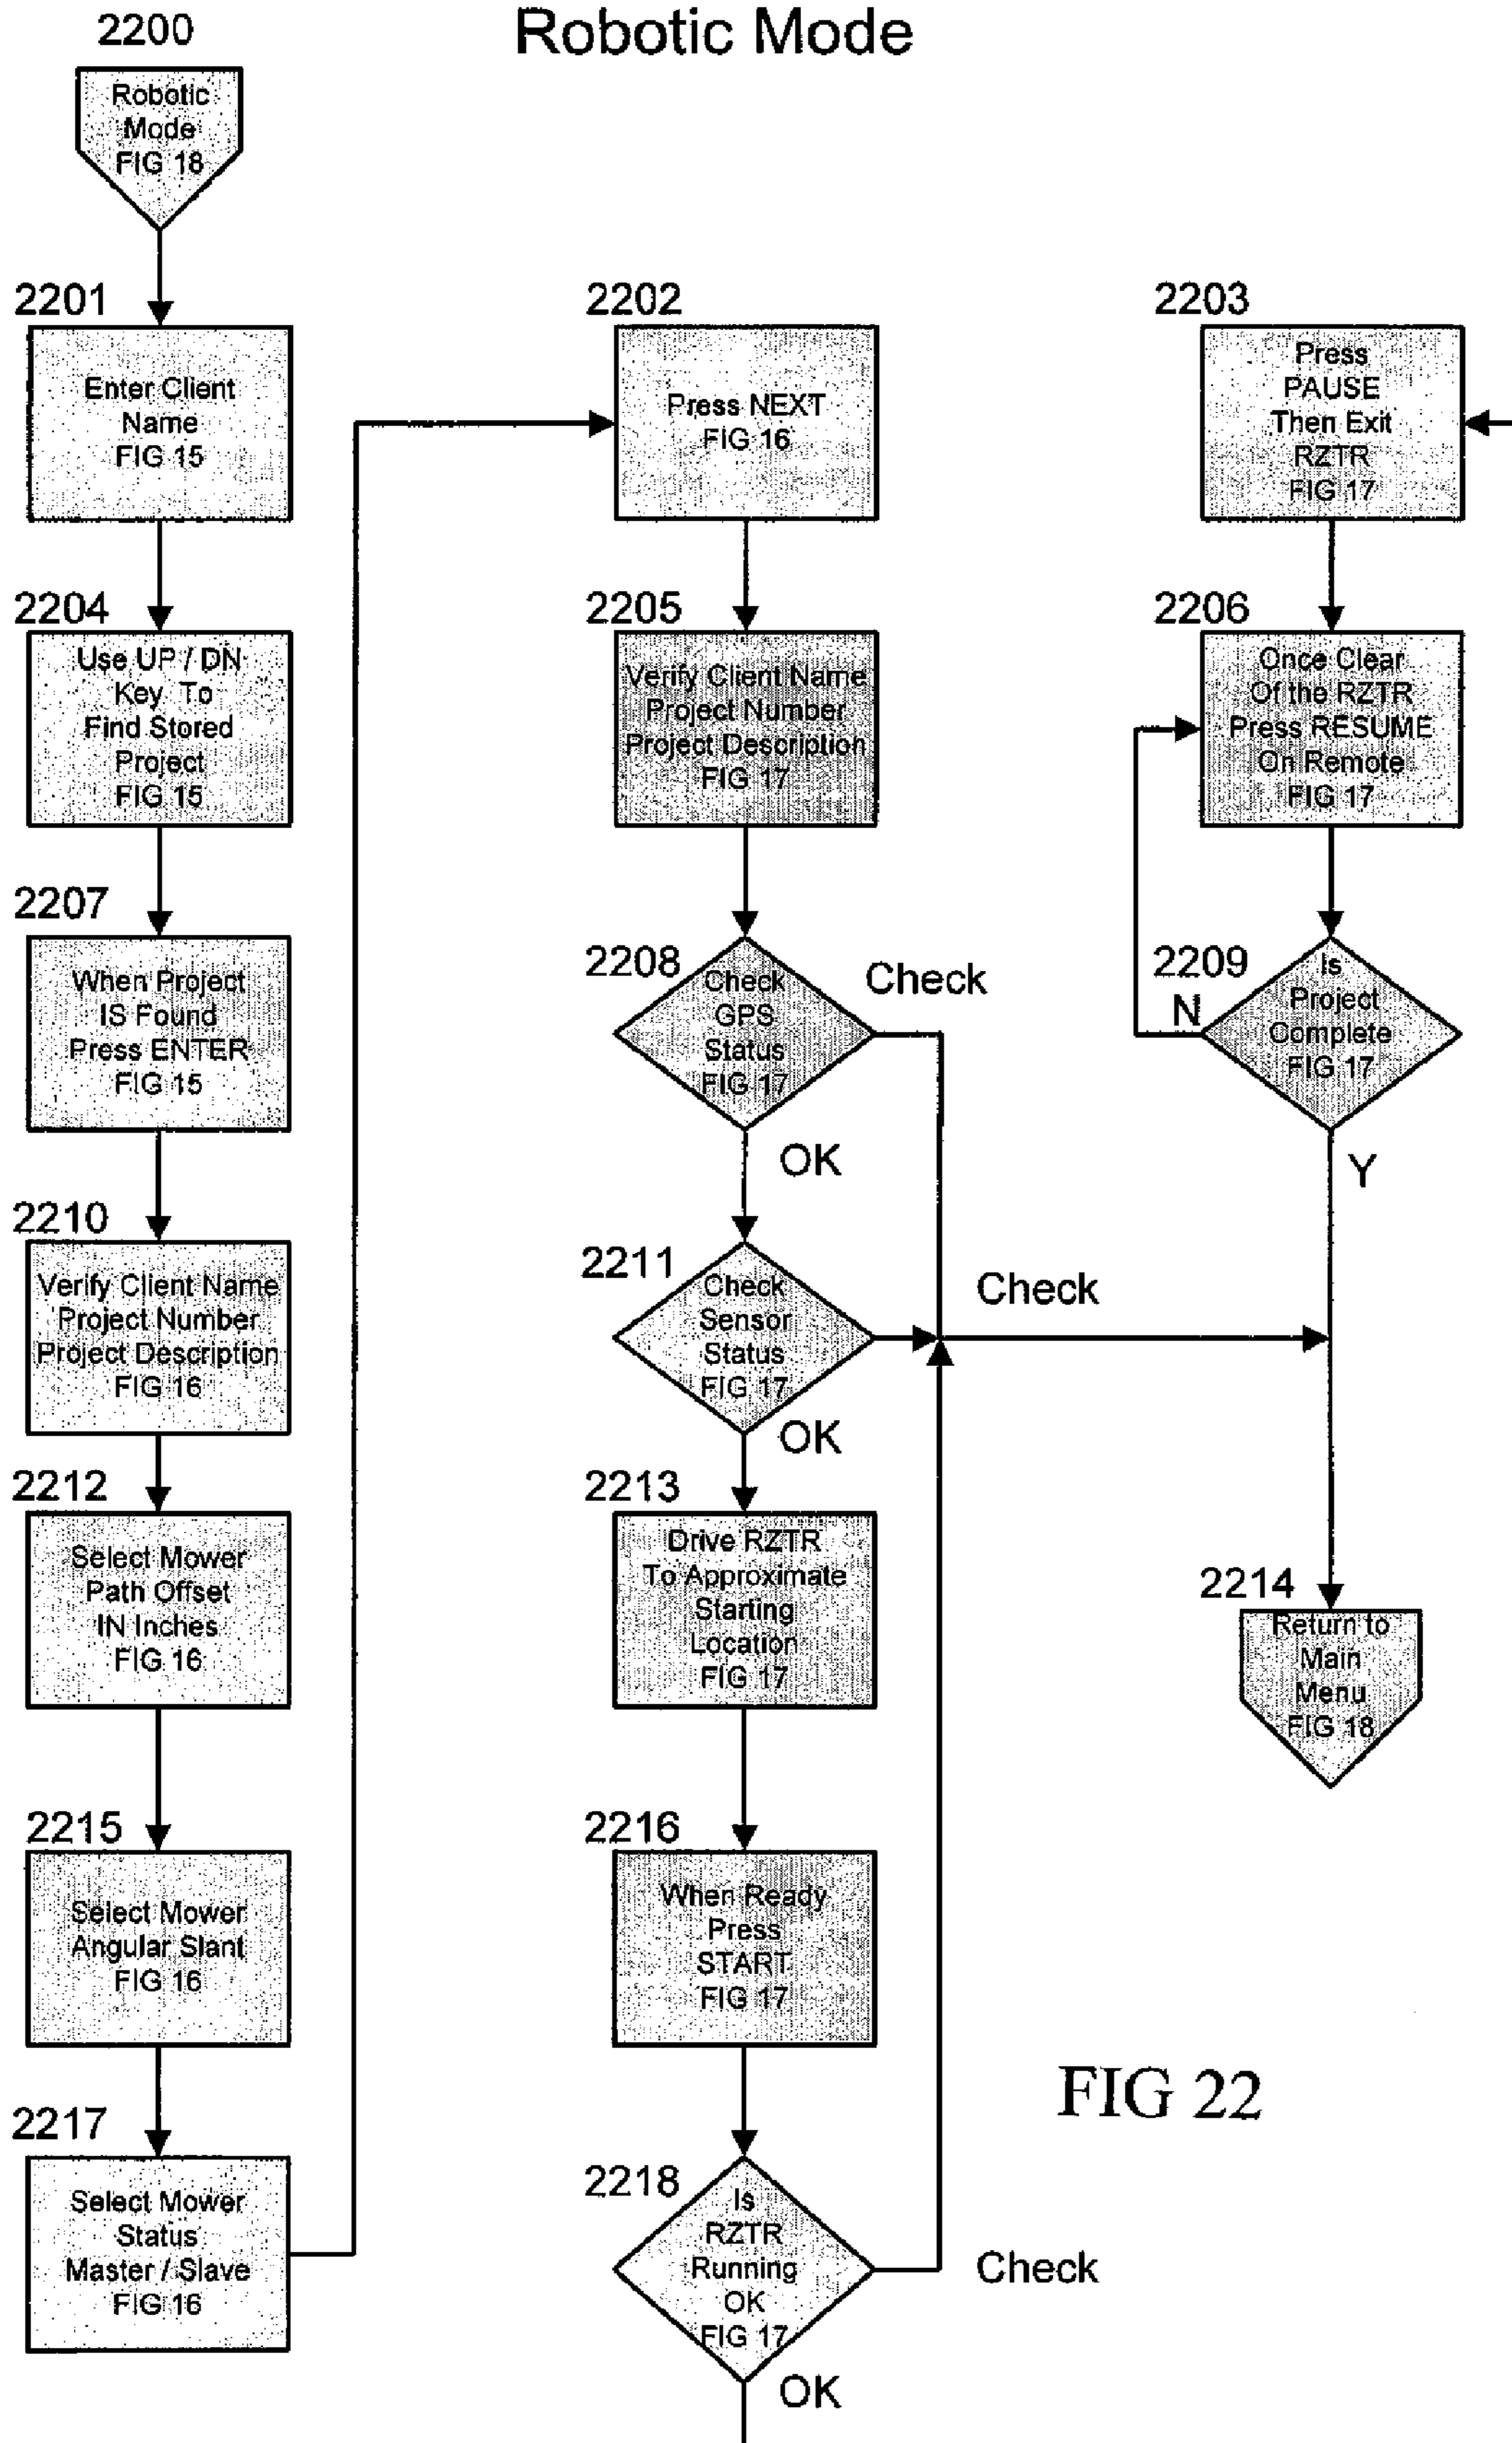 Robotic Mode
2200
Robotic
Mode
FIG 18
2201
Enter Client
Name
FIG 15
2204
Use UP / DN
Key To
Find Stored
Project
FIG 15
2207
When Project
IS Found
Press ENTER
FIG 15
2210
Verify Client Name
Project Number
Project Description
FIG 16
2212
Select Mower
Path Offset
IN Inches
FIG 16
2215
Select Mower
Angular Slant
FIG 16
2217
Select Mower
Status
Master / Slave
FIG 16
2202
Press NEXT
FIG 16
2205
Verify Client Name
Project Number
Project Description
FIG 17
2208
Check
GPS
Status
FIG 17
Check
OK
2211
Check
Sensor
Status
FIG 17
Check
OK
2213
Drive RZTR
To Approximate
Starting
Location
FIG 17
2216
When Ready
Press
START
FIG 17
2218
Is
RZTR
Running
OK
FIG 17
Check
OK
2203
Press
PAUSE
Then Exit
RZTR
FIG 17
2206
Once Clear
Of the RZTR
Press RESUME
On Remote
FIG 17
2209
Is
Project
Complete
FIG 17
N
Y
2214
Return to
Main
Menu
FIG 18
FIG 22